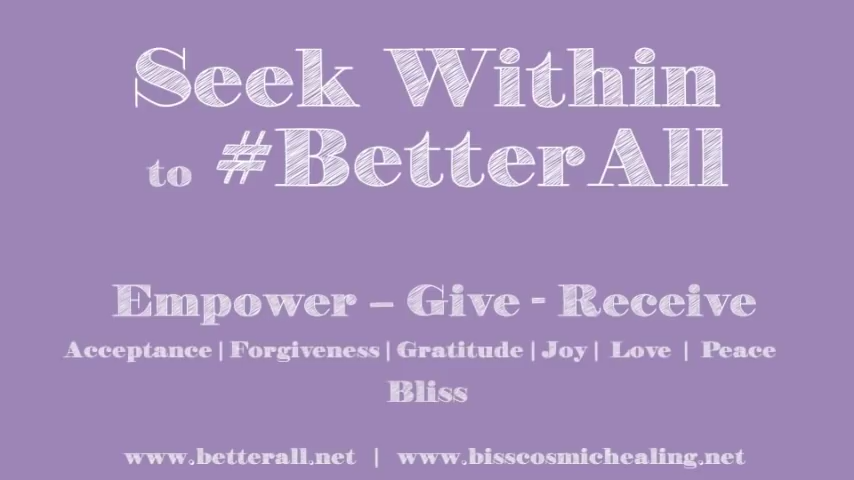 Seek Within
to #BetterAll
Empower – Give - Receive
Acceptance | Forgiveness | Gratitude | Joy | Love | Peace
Bliss
www.betterall.net | www.bisscosmichealing.net